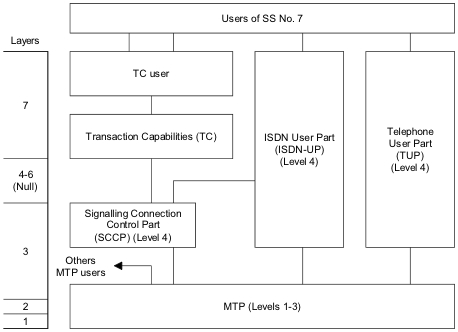 Users of SS No. 7
Layers
TC user
7
Transaction Capabilities (TC)
ISDN User Part
(ISDN-UP)
(Level 4)
Telephone
User Part
(TUP)
(Level 4)
4-6
(Null)
Signalling Connection
Control Part
(SCCP) (Level 4)
3
Others
MTP users
MTP (Levels 1-3)
2
1